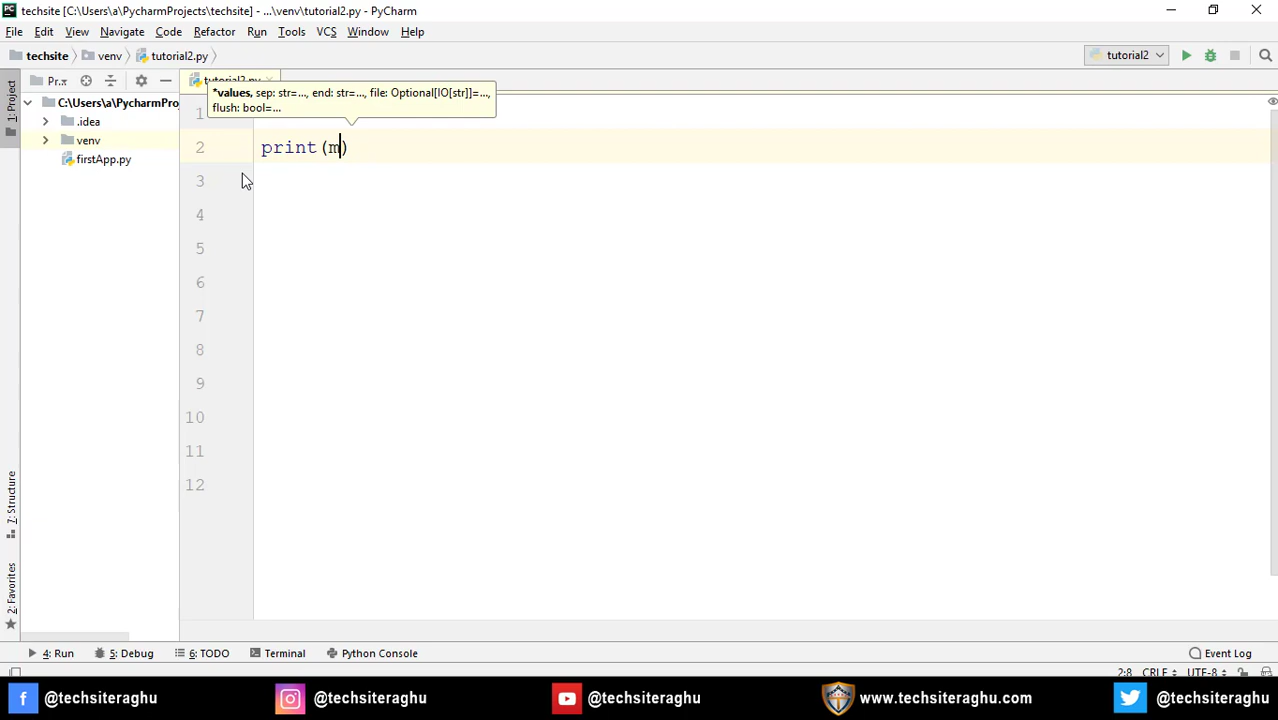 techsite [C:\Users\a\PycharmProjects\techsite] - ...\venv\tutorial2.py - PyCharm
File Edit View Navigate Code Refactor Run Tools VCS Window Help
techsite venv tutorial2.py tutorial2
1: Project
Pr.
tutorial2.py
*values, sep: str=..., end: str=..., file: Optional[IO[str]]=...,
flush: bool=...
C:\Users\a\PycharmProj
.idea
venv
firstApp.py
1
2 print(m)
3
4
5
6
7
8
9
10
11
12
7: Structure
2: Favorites
4: Run 5: Debug 6: TODO Terminal Python Console Event Log
2:8 CRLF UTF-8
@techsiteraghu @techsiteraghu @techsiteraghu www.techsiteraghu.com @techsiteraghu